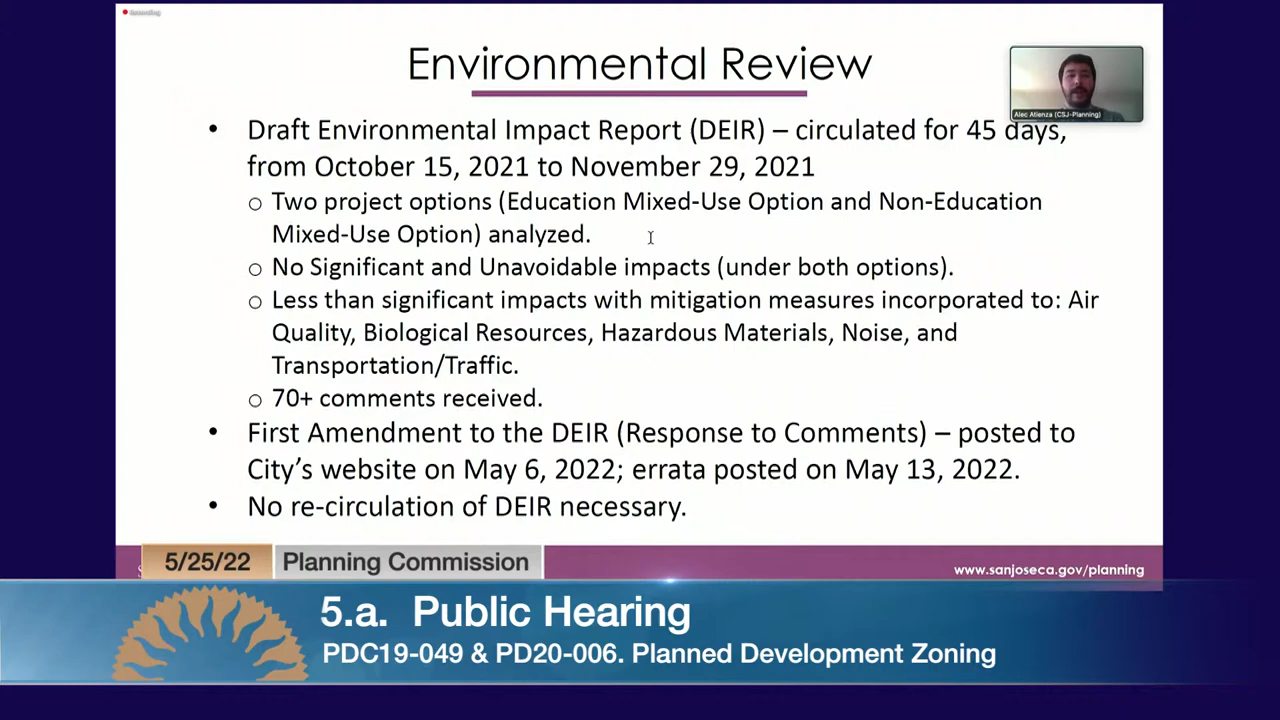 Recording
Environmental Review
Alec Atienza (CSJ-Planning)
• Draft Environmental Impact Report (DEIR) – circulated for 45 days,
from October 15, 2021 to November 29, 2021
o Two project options (Education Mixed-Use Option and Non-Education
Mixed-Use Option) analyzed.
o No Significant and Unavoidable impacts (under both options).
o Less than significant impacts with mitigation measures incorporated to: Air
Quality, Biological Resources, Hazardous Materials, Noise, and
Transportation/Traffic.
o 70+ comments received.
• First Amendment to the DEIR (Response to Comments) – posted to
City’s website on May 6, 2022; errata posted on May 13, 2022.
• No re-circulation of DEIR necessary.
5/25/22 Planning Commission
www.sanjoseca.gov/planning
5.a. Public Hearing
PDC19-049 & PD20-006. Planned Development Zoning